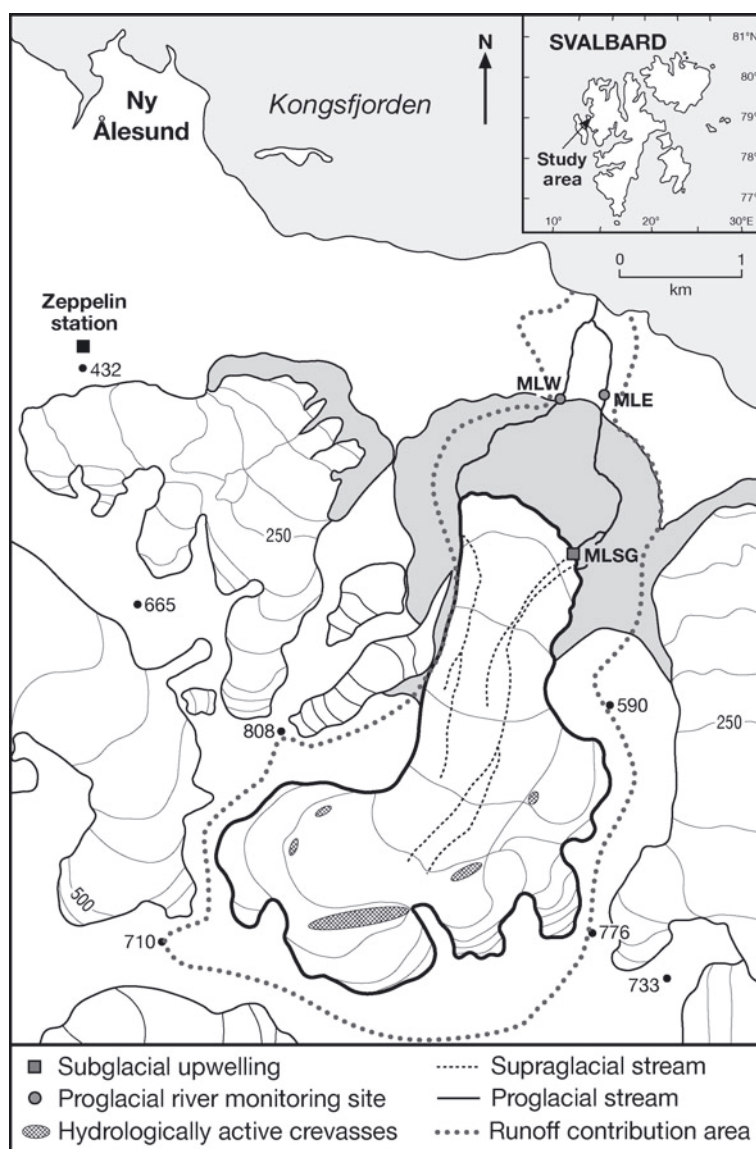 SVALBARD
81°N
80°
79°
78°
77°
Study
area
10°
20°
30°E
N
Ny
Ålesund
Kongsfjorden
0
1
km
Zeppelin
station
432
MLW
MLE
250
MLSG
665
590
808
250
500
710
776
733
Subglacial upwelling
Supraglacial stream
Proglacial river monitoring site
Proglacial stream
Hydrologically active crevasses
Runoff contribution area